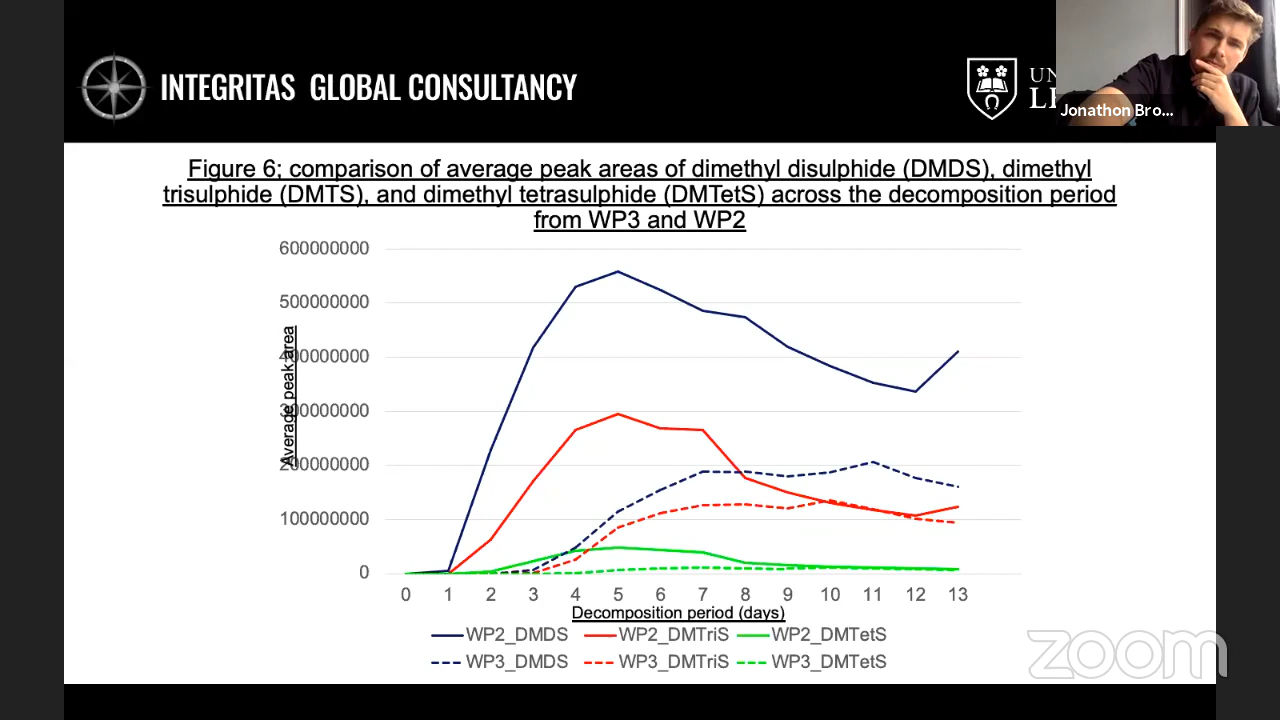 INTEGRITAS GLOBAL CONSULTANCY
Jonathon Bro...
Figure 6; comparison of average peak areas of dimethyl disulphide (DMDS), dimethyl
trisulphide (DMTS), and dimethyl tetrasulphide (DMTetS) across the decomposition period
from WP3 and WP2
600000000
500000000
400000000
300000000
200000000
100000000
0
Average peak area
0 1 2 3 4 5 6 7 8 9 10 11 12 13
Decomposition period (days)
WP2_DMDS WP2_DMTriS WP2_DMTetS
WP3_DMDS WP3_DMTriS WP3_DMTetS
zoom